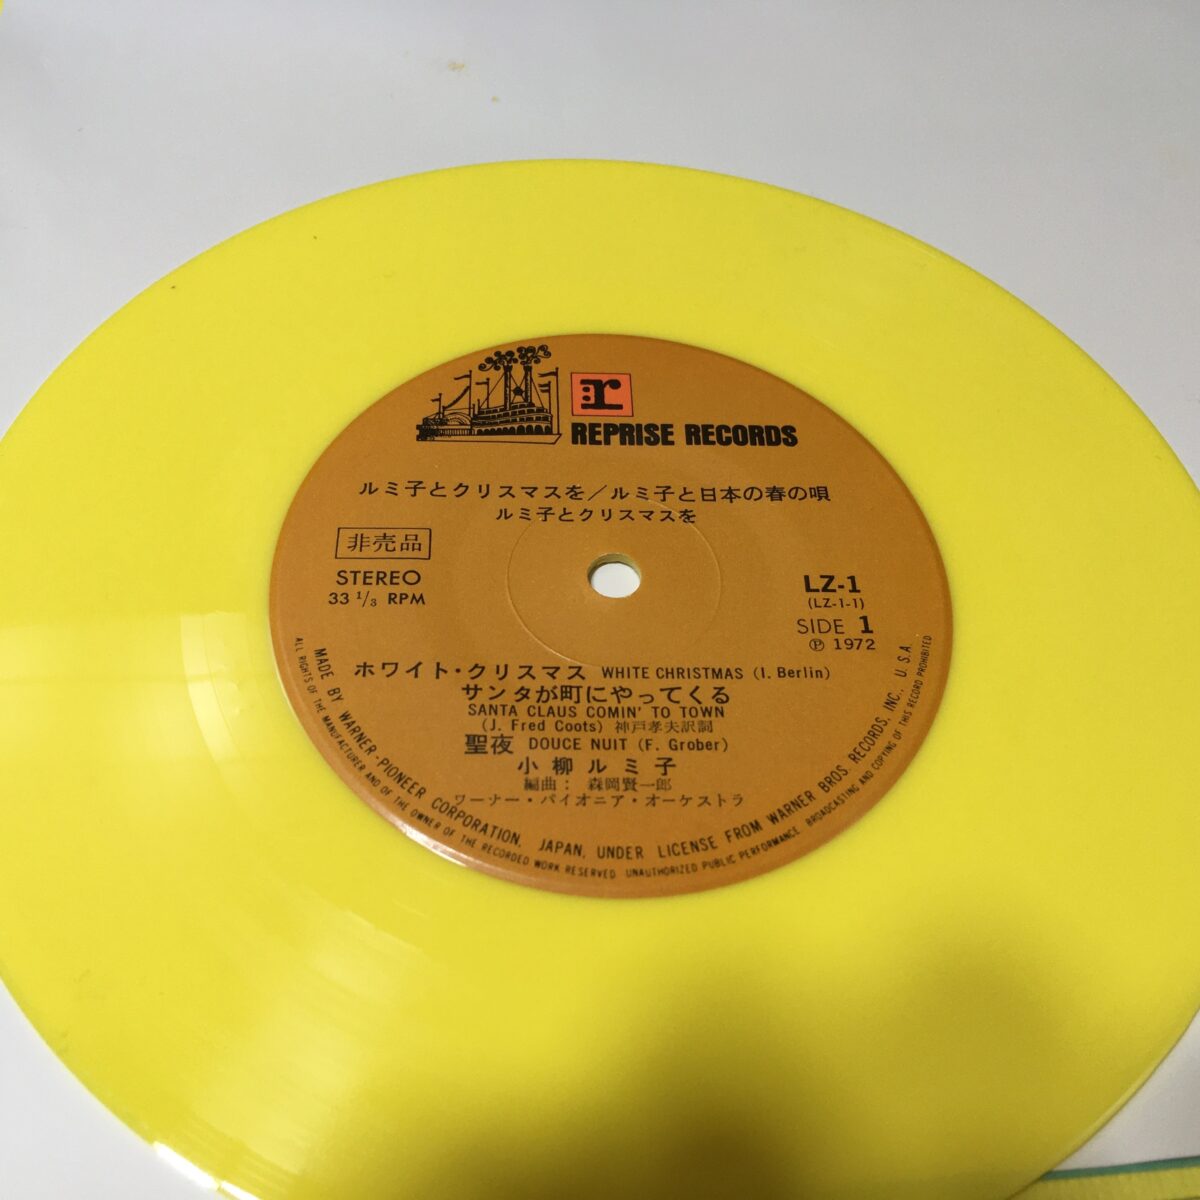 r
REPRISE RECORDS
ルミ子とクリスマスを/ルミ子と日本の春の唄
ルミ子とクリスマスを
非売品
STEREO
33 1/3 RPM
LZ-1
(LZ-1-1)
SIDE 1
Ⓟ 1972
ホワイト・クリスマス WHITE CHRISTMAS (I. Berlin)
サンタが町にやってくる
SANTA CLAUS COMIN' TO TOWN
(J. Fred Coots) 神戸孝夫訳詞
聖夜 DOUCE NUIT (F. Grober)
小柳ルミ子
編曲：森岡賢一郎
ワーナー・パイオニア・オーケストラ
MADE BY WARNER-PIONEER CORPORATION, JAPAN, UNDER LICENSE FROM WARNER BROS. RECORDS, INC., U.S.A.
ALL RIGHTS OF THE MANUFACTURER AND OF THE OWNER OF THE RECORDED WORK RESERVED. UNAUTHORIZED PUBLIC PERFORMANCE, BROADCASTING AND COPYING OF THIS RECORD PROHIBITED